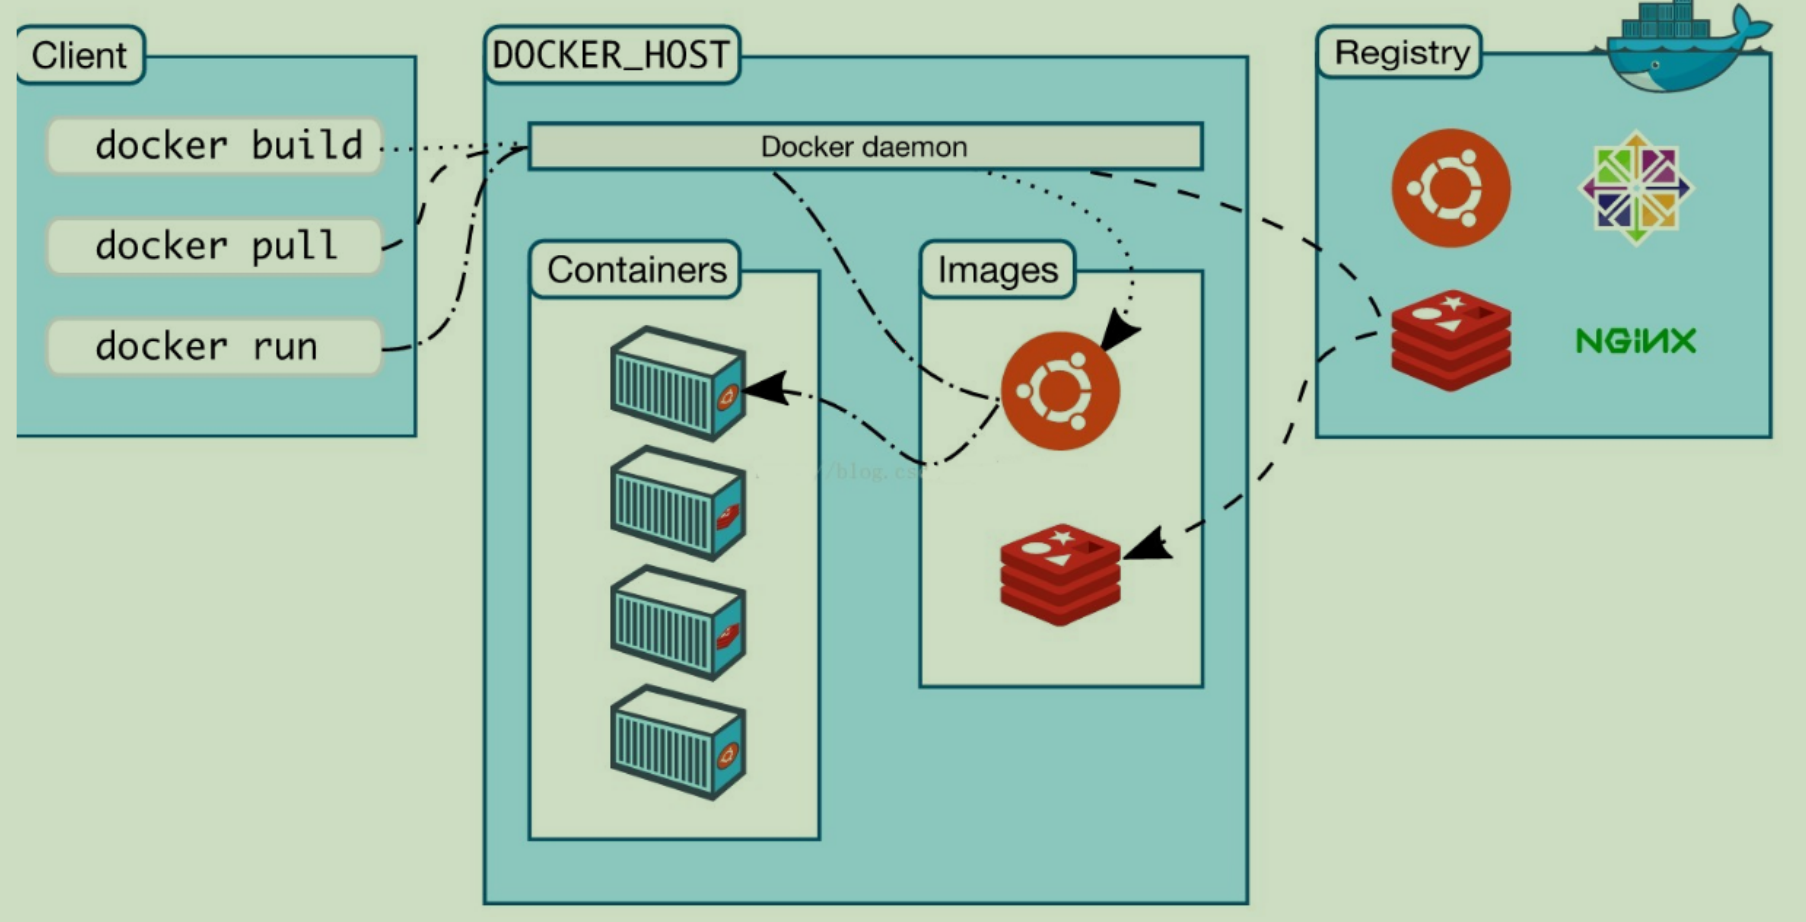 Client
docker build
docker pull
docker run
DOCKER_HOST
Docker daemon
Containers
Images
//blog.cs
Registry
NGiNX